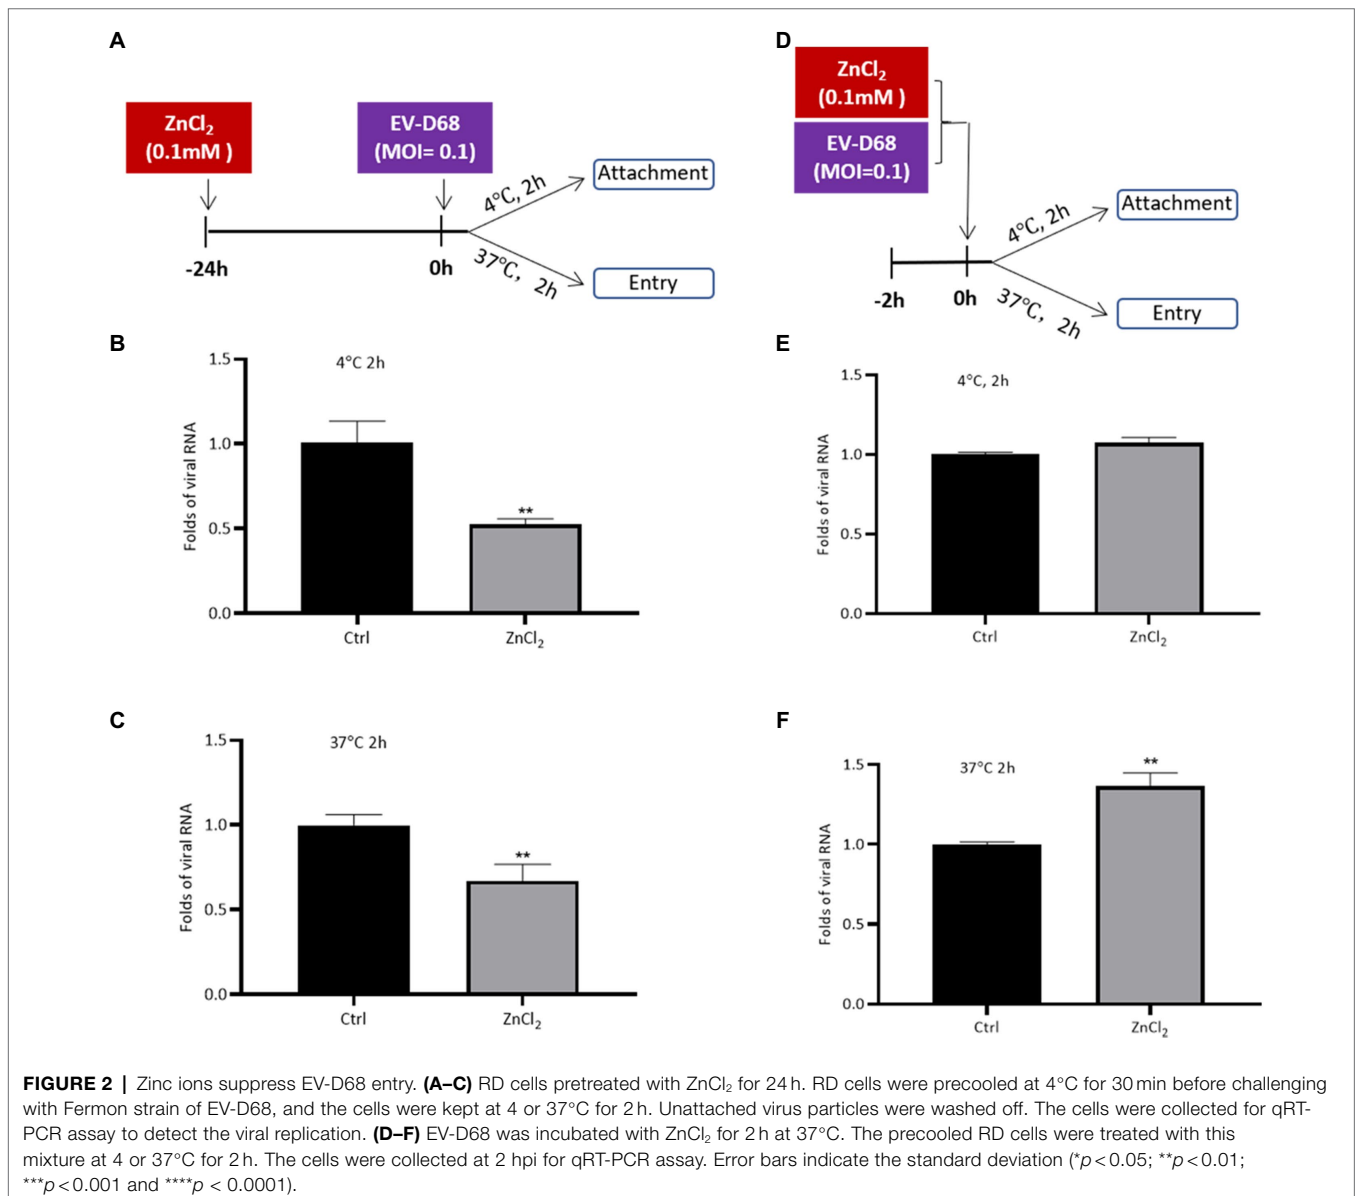 A
ZnCl₂
(0.1mM )
EV-D68
(MOI= 0.1)
4°C, 2h
Attachment
37°C, 2h
Entry
-24h
0h
B
4°C 2h
Folds of viral RNA
1.5
1.0
0.5
0.0
**
Ctrl
ZnCl₂
C
37°C 2h
Folds of viral RNA
1.5
1.0
0.5
0.0
**
Ctrl
ZnCl₂
D
ZnCl₂
(0.1mM )
EV-D68
(MOI=0.1)
4°C, 2h
Attachment
37°C, 2h
Entry
-2h
0h
E
4°C, 2h
Folds of viral RNA
1.5
1.0
0.5
0.0
Ctrl
ZnCl₂
F
37°C 2h
Folds of viral RNA
1.5
1.0
0.5
0.0
**
Ctrl
ZnCl₂
FIGURE 2 | Zinc ions suppress EV-D68 entry. (A–C) RD cells pretreated with ZnCl₂ for 24 h. RD cells were precooled at 4°C for 30 min before challenging
with Fermon strain of EV-D68, and the cells were kept at 4 or 37°C for 2 h. Unattached virus particles were washed off. The cells were collected for qRT-
PCR assay to detect the viral replication. (D–F) EV-D68 was incubated with ZnCl₂ for 2 h at 37°C. The precooled RD cells were treated with this
mixture at 4 or 37°C for 2 h. The cells were collected at 2 hpi for qRT-PCR assay. Error bars indicate the standard deviation (*p < 0.05; **p < 0.01;
***p < 0.001 and ****p < 0.0001).